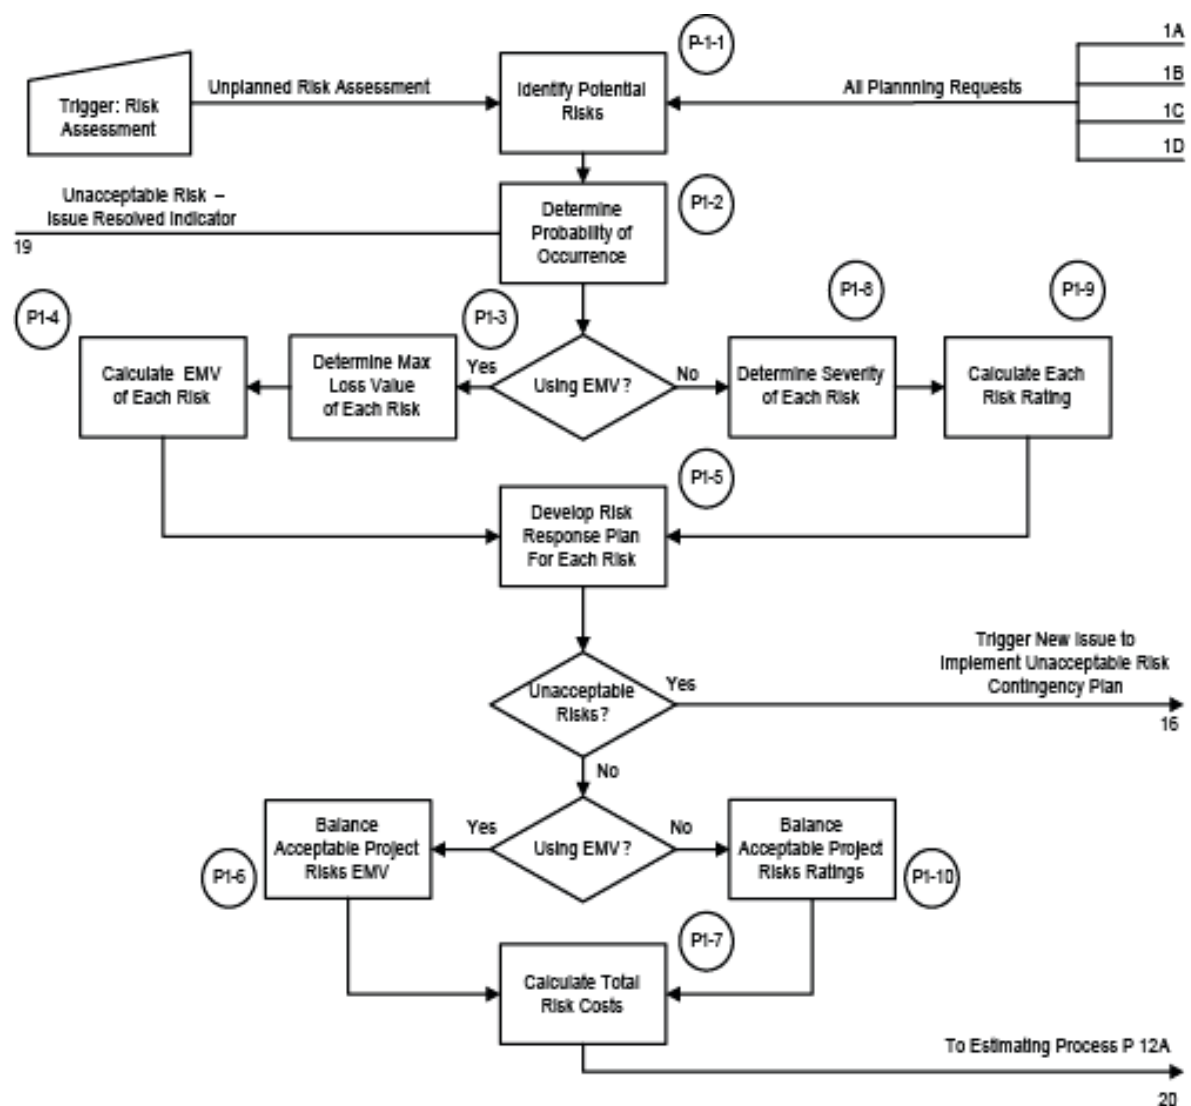 P-1-1
1A
Unplanned Risk Assessment
Identify Potential
Risks
All Plannning Requests
1B
Trigger: Risk
Assessment
1C
1D
Unacceptable Risk –
Issue Resolved Indicator
19
Determine
Probability of
Occurrence
P1-2
P1-4
P1-3
P1-8
P1-9
Calculate EMV
of Each Risk
Determine Max
Loss Value
of Each Risk
Yes
Using EMV?
No
Determine Severity
of Each Risk
Calculate Each
Risk Rating
P1-5
Develop Risk
Response Plan
For Each Risk
Trigger New Issue to
Implement Unacceptable Risk
Contingency Plan
16
Unacceptable
Risks?
Yes
No
Balance
Acceptable Project
Risks EMV
Yes
Using EMV?
No
Balance
Acceptable Project
Risks Ratings
P1-6
P1-10
P1-7
Calculate Total
Risk Costs
To Estimating Process P 12A
20